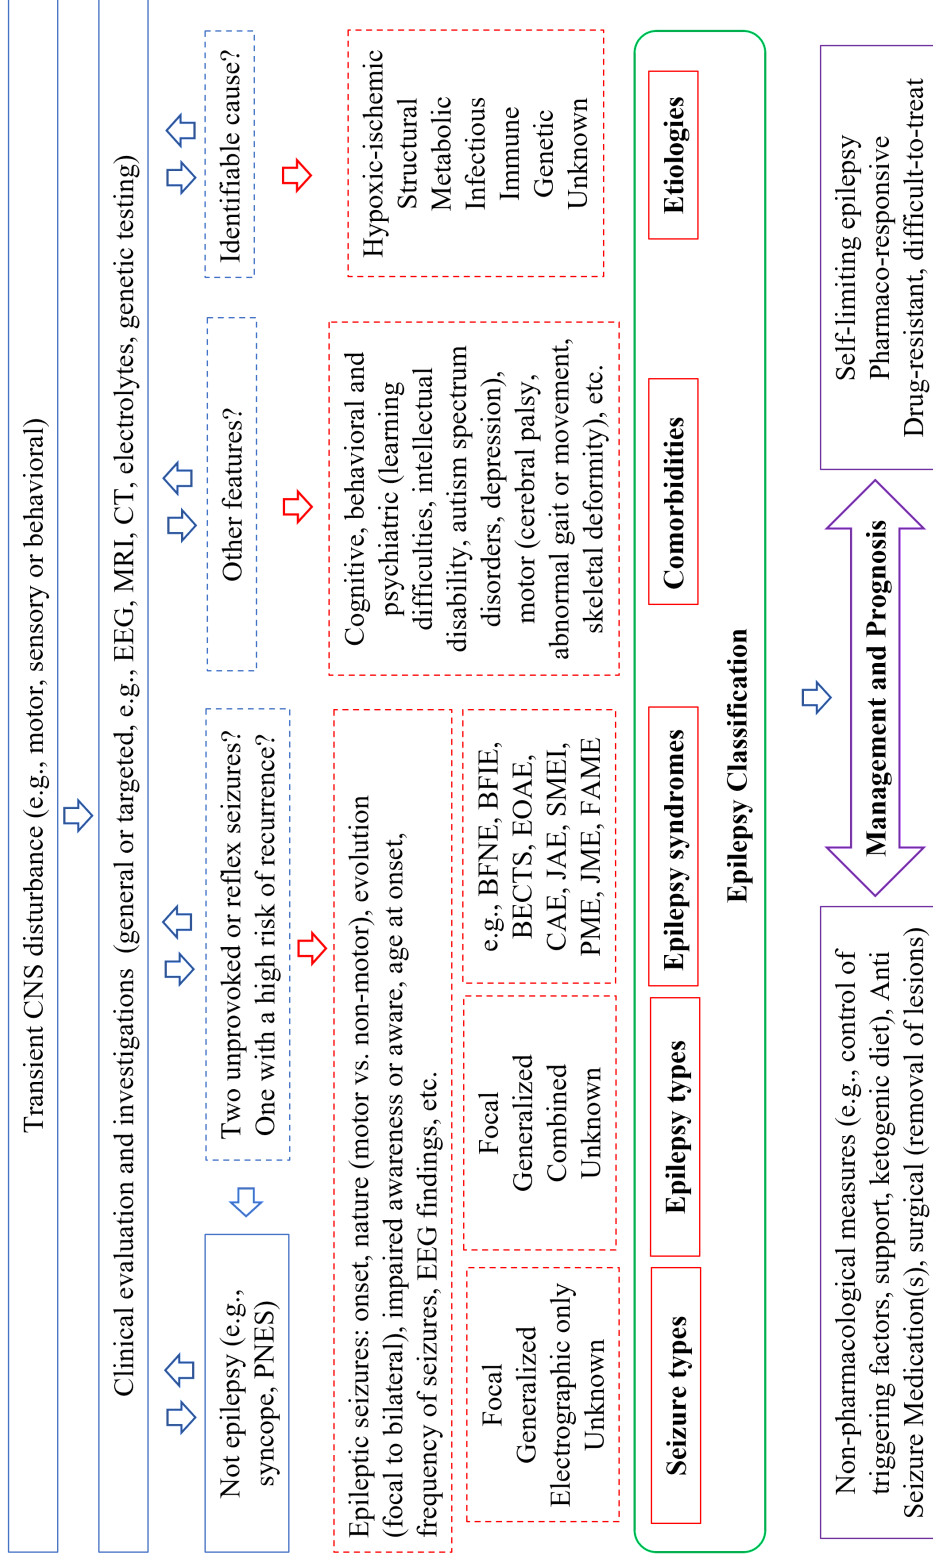 Transient CNS disturbance (e.g., motor, sensory or behavioral)
Clinical evaluation and investigations (general or targeted, e.g., EEG, MRI, CT, electrolytes, genetic testing)
Not epilepsy (e.g.,
syncope, PNES)
Two unprovoked or reflex seizures?
One with a high risk of recurrence?
Other features?
Identifiable cause?
Epileptic seizures: onset, nature (motor vs. non-motor), evolution
(focal to bilateral), impaired awareness or aware, age at onset,
frequency of seizures, EEG findings, etc.
Focal
Generalized
Electrographic only
Unknown
Focal
Generalized
Combined
Unknown
e.g., BFNE, BFIE,
BECTS, EOAE,
CAE, JAE, SMEI,
PME, JME, FAME
Cognitive, behavioral and
psychiatric (learning
difficulties, intellectual
disability, autism spectrum
disorders, depression),
motor (cerebral palsy,
abnormal gait or movement,
skeletal deformity), etc.
Hypoxic-ischemic
Structural
Metabolic
Infectious
Immune
Genetic
Unknown
Seizure types
Epilepsy types
Epilepsy syndromes
Comorbidities
Etiologies
Epilepsy Classification
Non-pharmacological measures (e.g., control of
triggering factors, support, ketogenic diet), Anti
Seizure Medication(s), surgical (removal of lesions)
Management and Prognosis
Self-limiting epilepsy
Pharmaco-responsive
Drug-resistant, difficult-to-treat